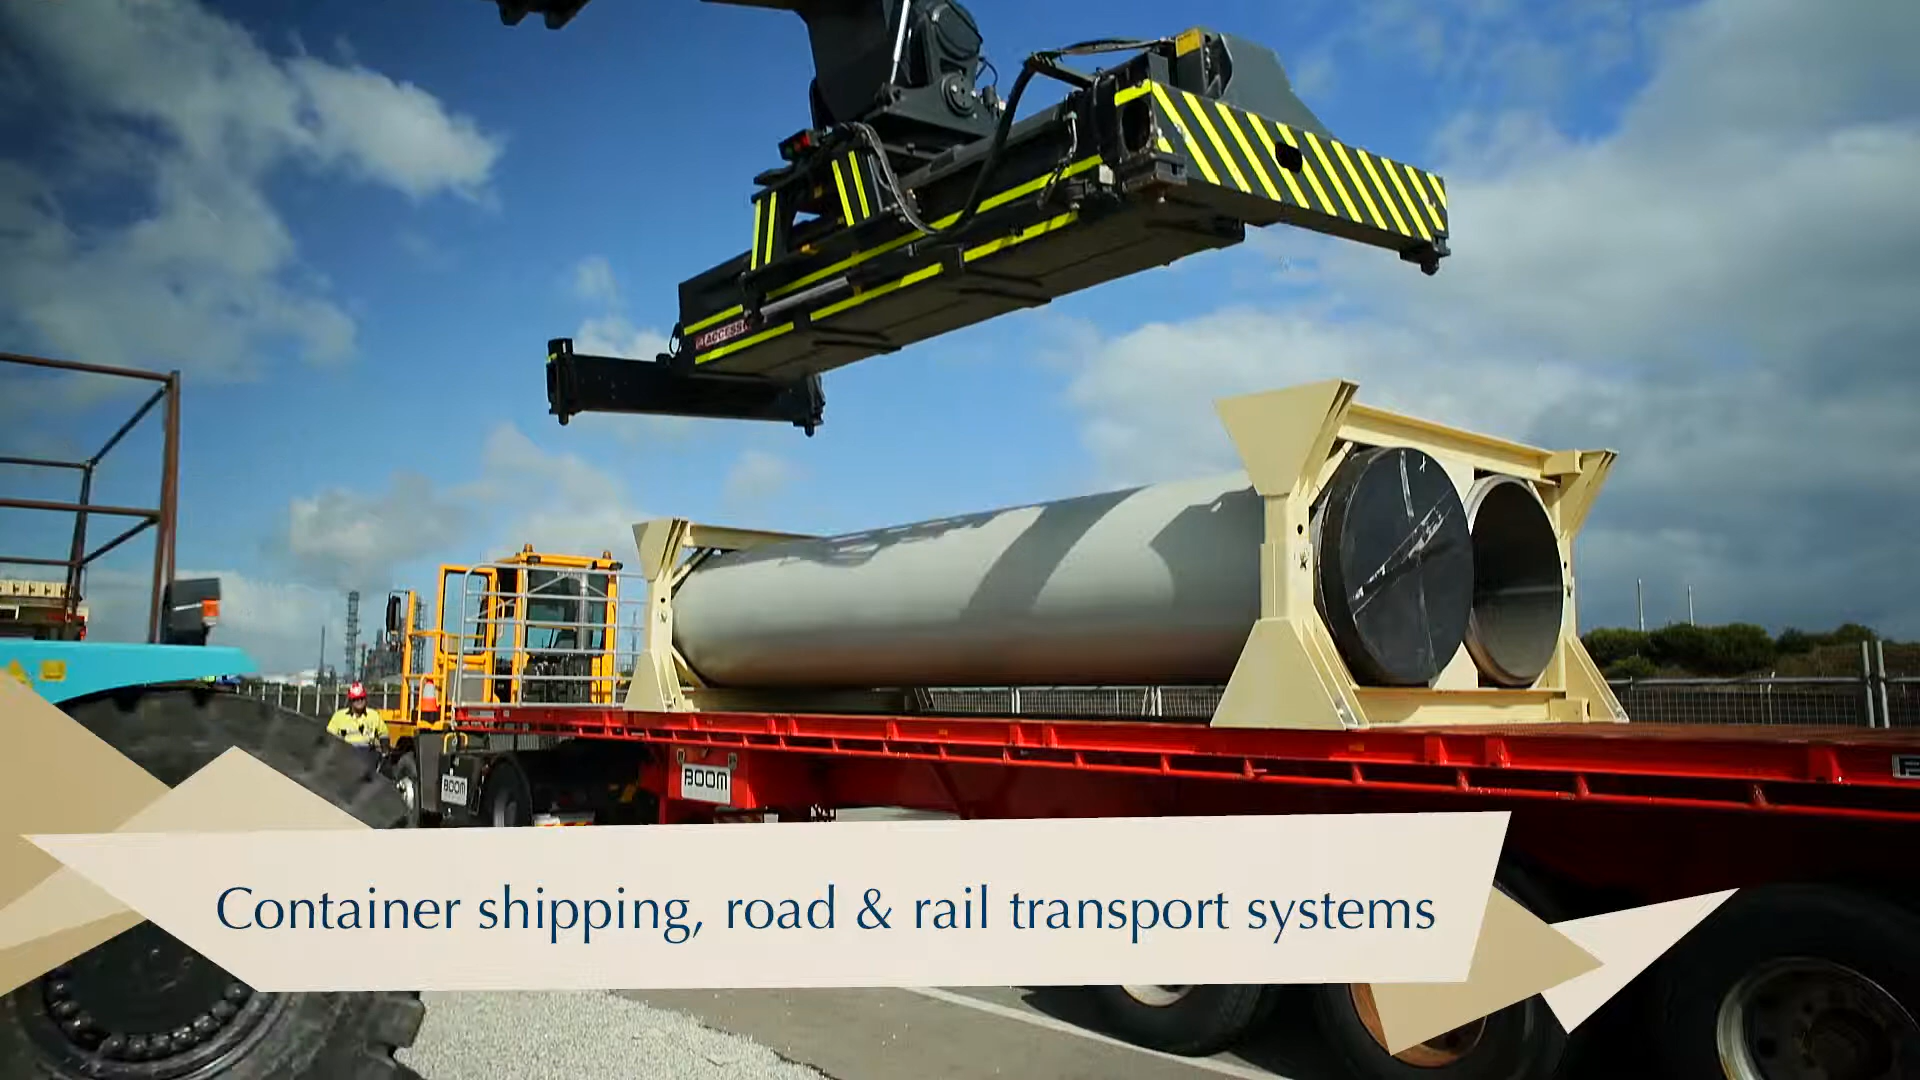 ACCESS
BOOM
BOOM
Container shipping, road & rail transport systems